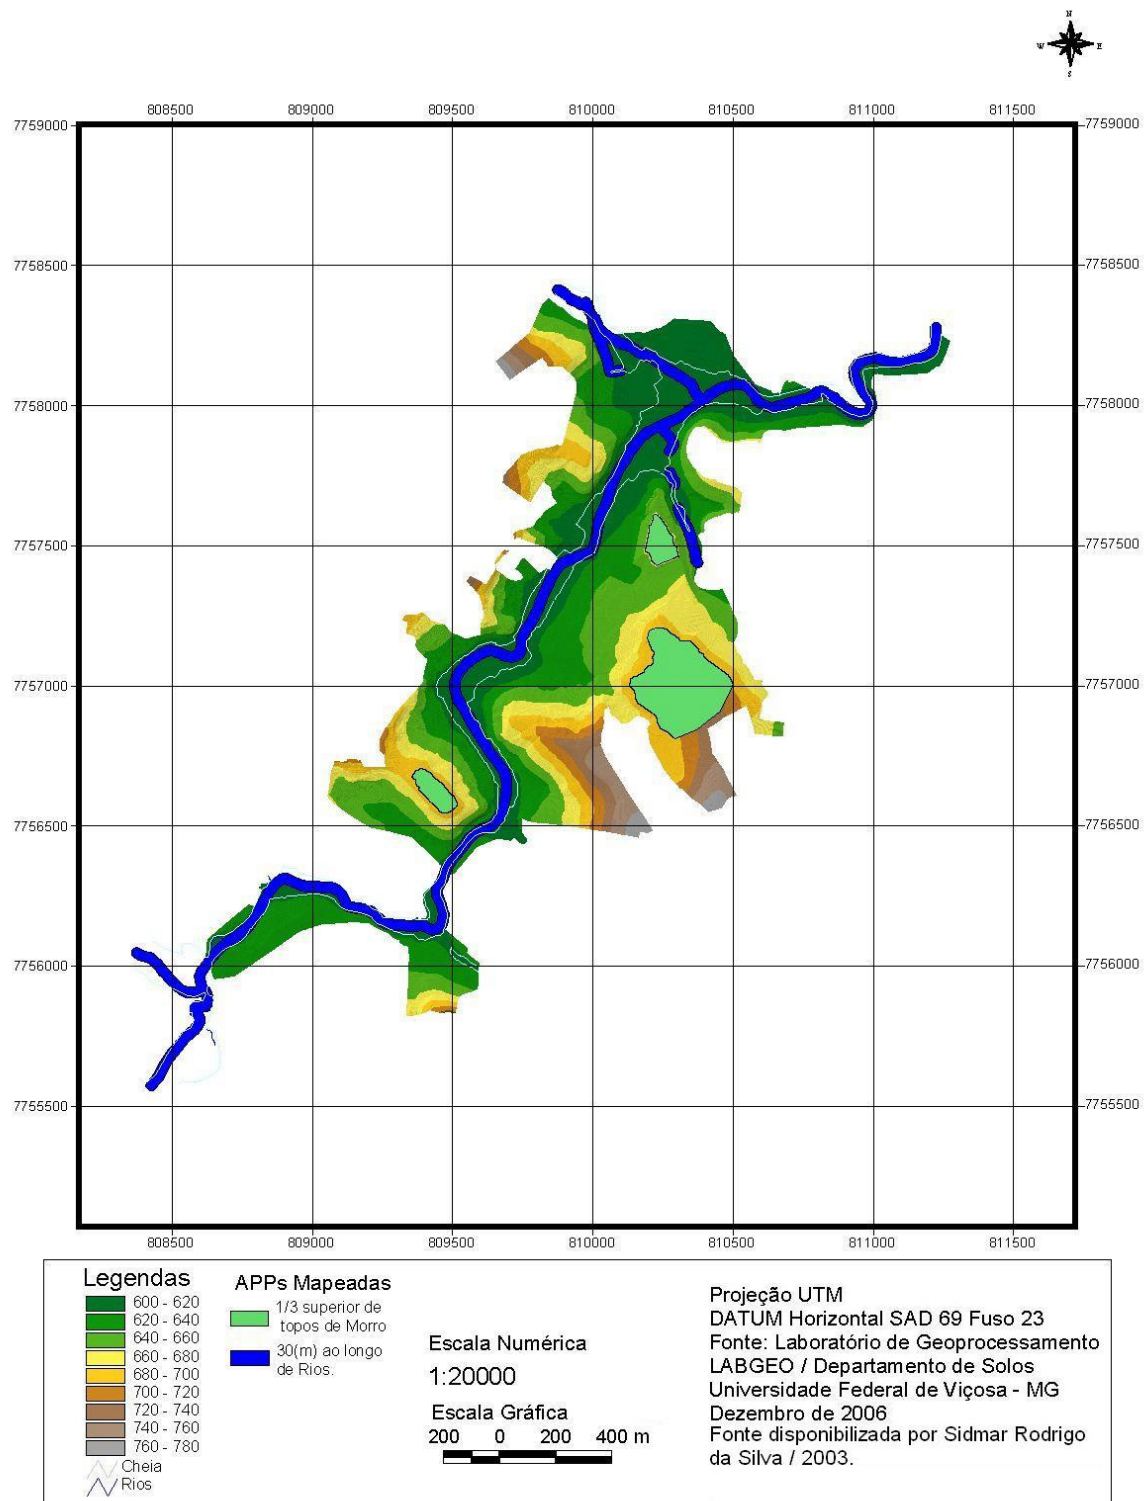 N
W E
S
808500 809000 809500 810000 810500 811000 811500
7759000 7759000
7758500 7758500
7758000 7758000
7757500 7757500
7757000 7757000
7756500 7756500
7756000 7756000
7755500 7755500
808500 809000 809500 810000 810500 811000 811500
Legendas
600 - 620
620 - 640
640 - 660
660 - 680
680 - 700
700 - 720
720 - 740
740 - 760
760 - 780
Cheia
Rios
APPs Mapeadas
1/3 superior de
topos de Morro
30(m) ao longo
de Rios.
Escala Numérica
1:20000
Escala Gráfica
200 0 200 400 m
Projeção UTM
DATUM Horizontal SAD 69 Fuso 23
Fonte: Laboratório de Geoprocessamento
LABGEO / Departamento de Solos
Universidade Federal de Viçosa - MG
Dezembro de 2006
Fonte disponibilizada por Sidmar Rodrigo
da Silva / 2003.